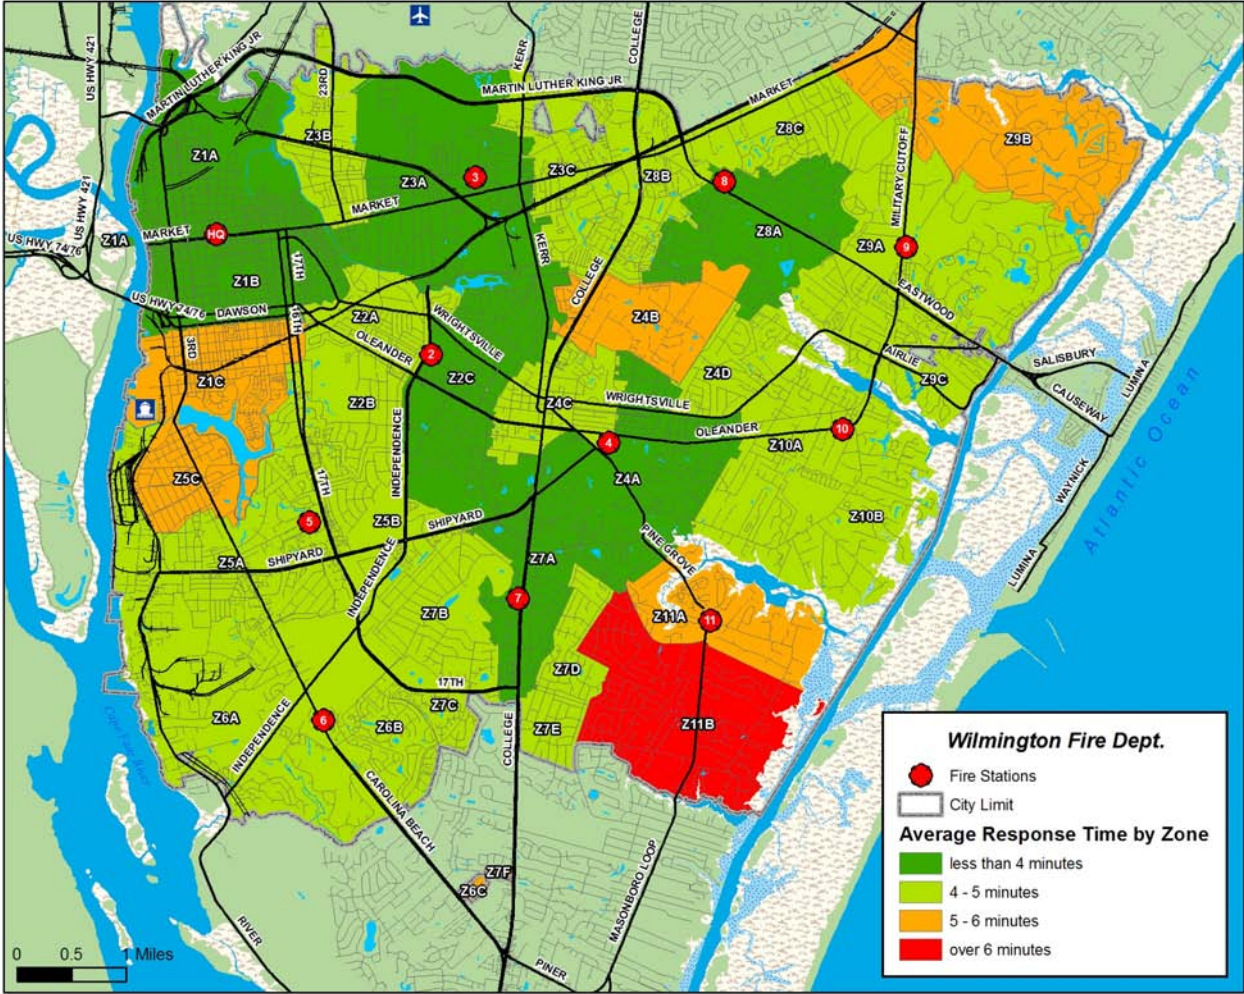 US HWY 421
MARTIN LUTHER KING JR
23RD
KERR
COLLEGE
MARTIN LUTHER KING JR
MARKET
Z3B
Z8C
Z9B
MILITARY CUTOFF
Z1A
Z3A
3
Z3C
Z8B
8
US HWY 421
MARKET
HQ
MARKET
Z8A
Z1A
US HWY 74/76
17TH
KERR
Z9A
9
Z1B
COLLEGE
EASTWOOD
US HWY 74/76
DAWSON
16TH
Z2A
WRIGHTSVILLE
Z4B
3RD
OLEANDER
2
AIRLIE
SALISBURY
LUMINA
Z1C
Z2C
Z4D
Z9C
CAUSEWAY
Z2B
Z4C
WRIGHTSVILLE
INDEPENDENCE
OLEANDER
10
4
Z10A
Atlantic Ocean
Z5C
17TH
Z4A
WAYNICK
5
Z5B
SHIPYARD
Z10B
Z5A
SHIPYARD
PINE GROVE
Z7A
LUMINA
INDEPENDENCE
7
Z7B
Z11A
11
Z7D
17TH
Z7C
Z6A
6
Z6B
Z7E
Z11B
INDEPENDENCE
COLLEGE
Cape Fear River
CAROLINA BEACH
Z7F
Z6C
MASONBORO LOOP
RIVER
PINER
0 0.5 1 Miles
Wilmington Fire Dept.
Fire Stations
City Limit
Average Response Time by Zone
less than 4 minutes
4 - 5 minutes
5 - 6 minutes
over 6 minutes